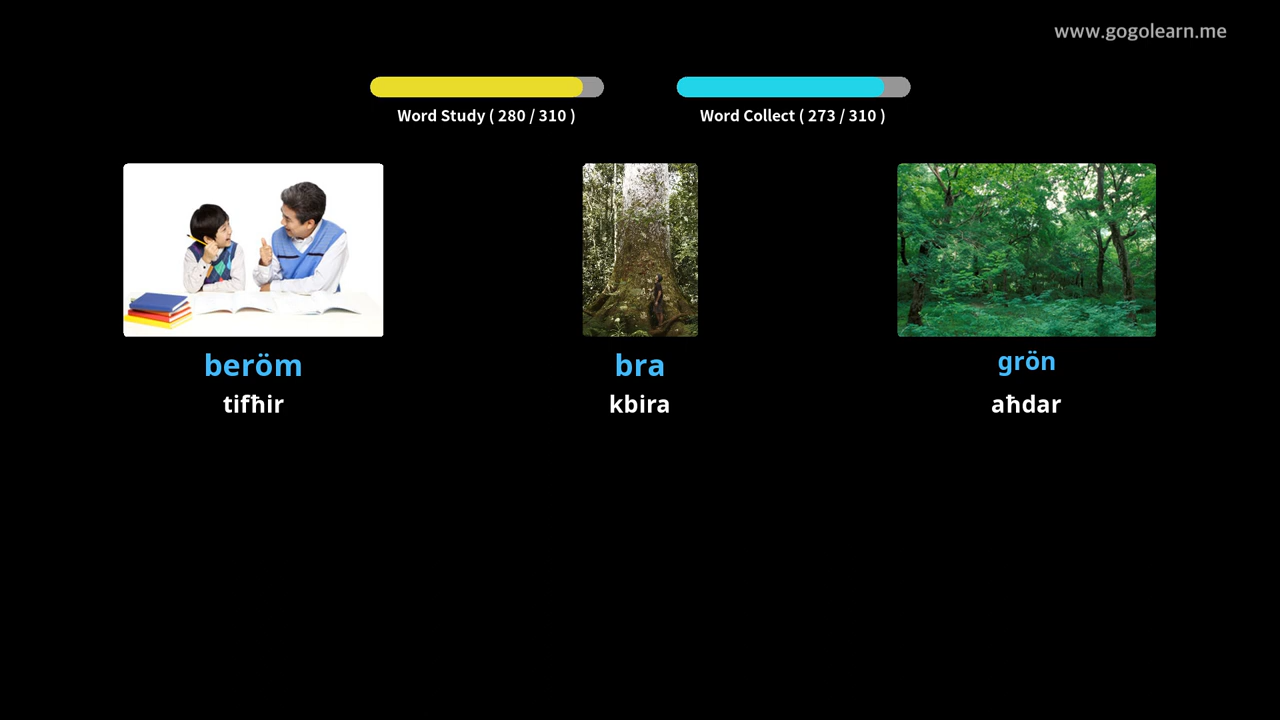 www.gogolearn.me
Word Study ( 280 / 310 )
Word Collect ( 273 / 310 )
beröm
bra
grön
tifħir
kbira
aħdar